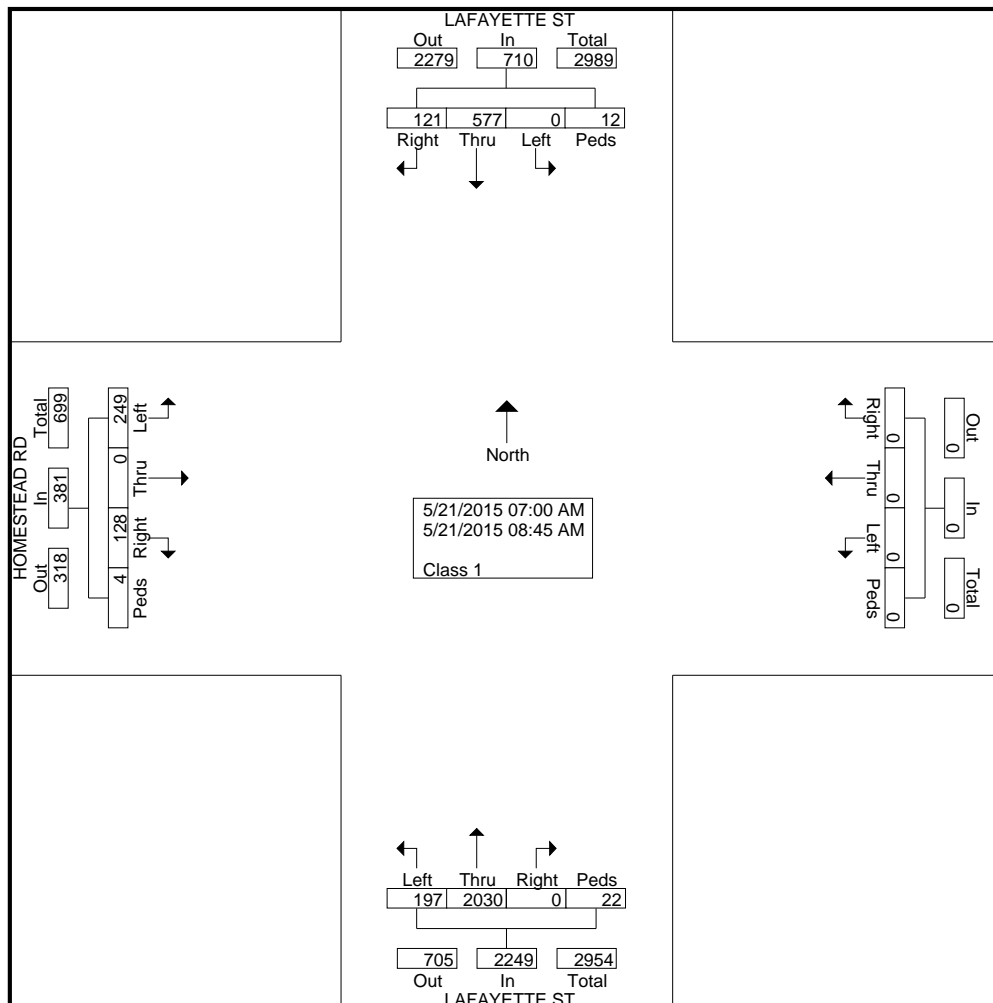 LAFAYETTE ST
Out In Total
2279 710 2989
121 577 0 12
Right Thru Left Peds
HOMESTEAD RD
Total In Out
699 381 318
249 0 128 4
Left Thru Right Peds
North
5/21/2015 07:00 AM
5/21/2015 08:45 AM
Class 1
Right Thru Left Peds
0 0 0 0
Out In Total
0 0 0
Left Thru Right Peds
197 2030 0 22
705 2249 2954
Out In Total
LAFAYETTE ST